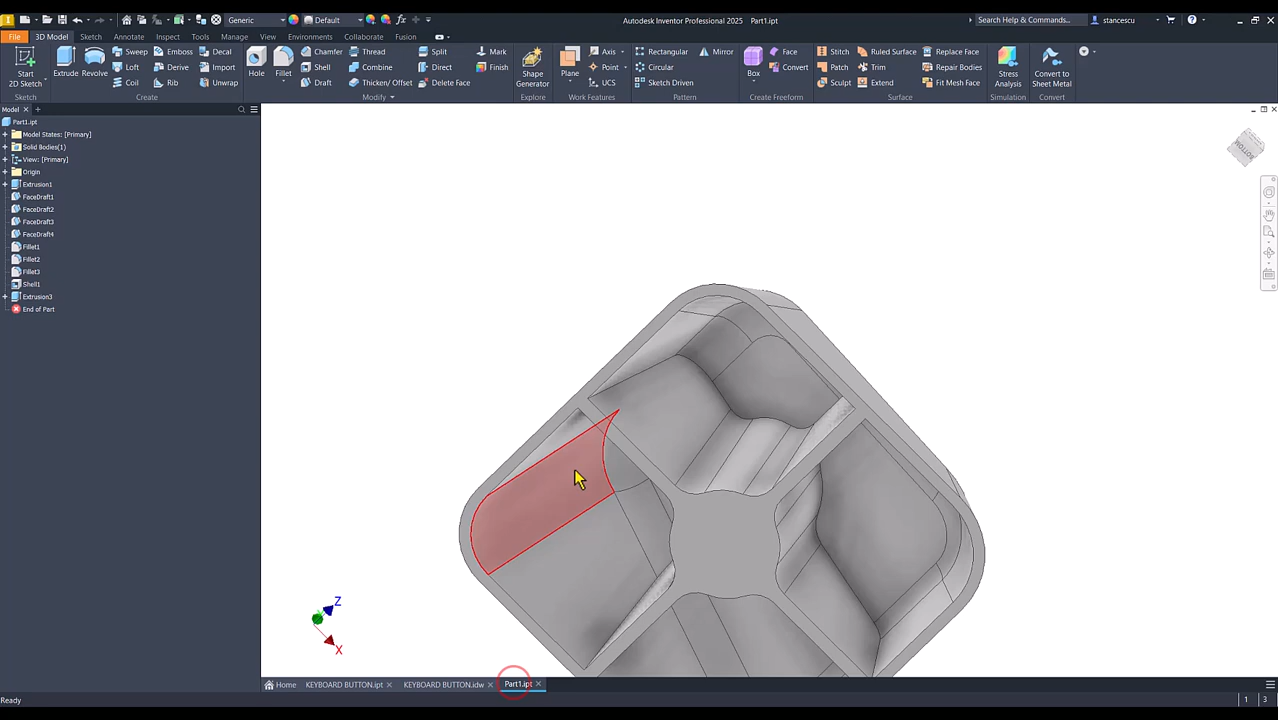 Generic Default Autodesk Inventor Professional 2025 Part1.ipt Search Help & Commands... stancescu
File 3D Model Sketch Annotate Inspect Tools Manage View Environments Collaborate Fusion
Sweep Emboss Decal Chamfer Thread Split Mark Axis Rectangular Mirror Face Stitch Ruled Surface Replace Face
Loft Derive Import Shell Combine Direct Finish Point Circular Convert Patch Trim Repair Bodies
Coil Rib Unwrap Draft Thicken/ Offset Delete Face UCS Sketch Driven Sculpt Extend Fit Mesh Face
Start 2D Sketch Extrude Revolve Hole Fillet Shape Generator Plane Box Stress Analysis Convert to Sheet Metal
Sketch Create Modify Explore Work Features Pattern Create Freeform Surface Simulation Convert
Model
Part1.ipt
Model States: [Primary]
Solid Bodies(1)
View: [Primary]
Origin
Extrusion1
FaceDraft1
FaceDraft2
FaceDraft3
FaceDraft4
Fillet1
Fillet2
Fillet3
Shell1
Extrusion3
End of Part
BOTTOM
Z
X
Home KEYBOARD BUTTON.ipt KEYBOARD BUTTON.idw Part1.ipt
Ready 1 3